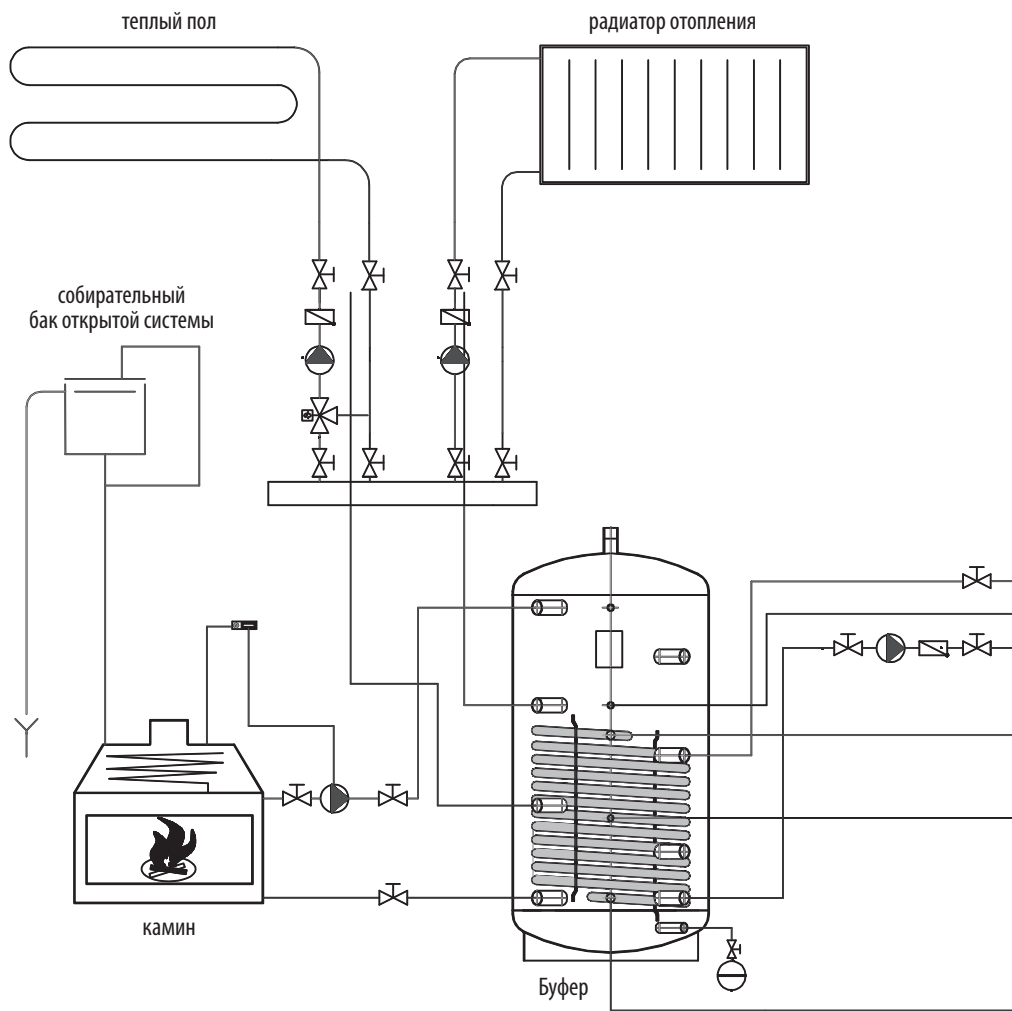 теплый пол
радиатор отопления
собирательный
бак открытой системы
камин
Буфер